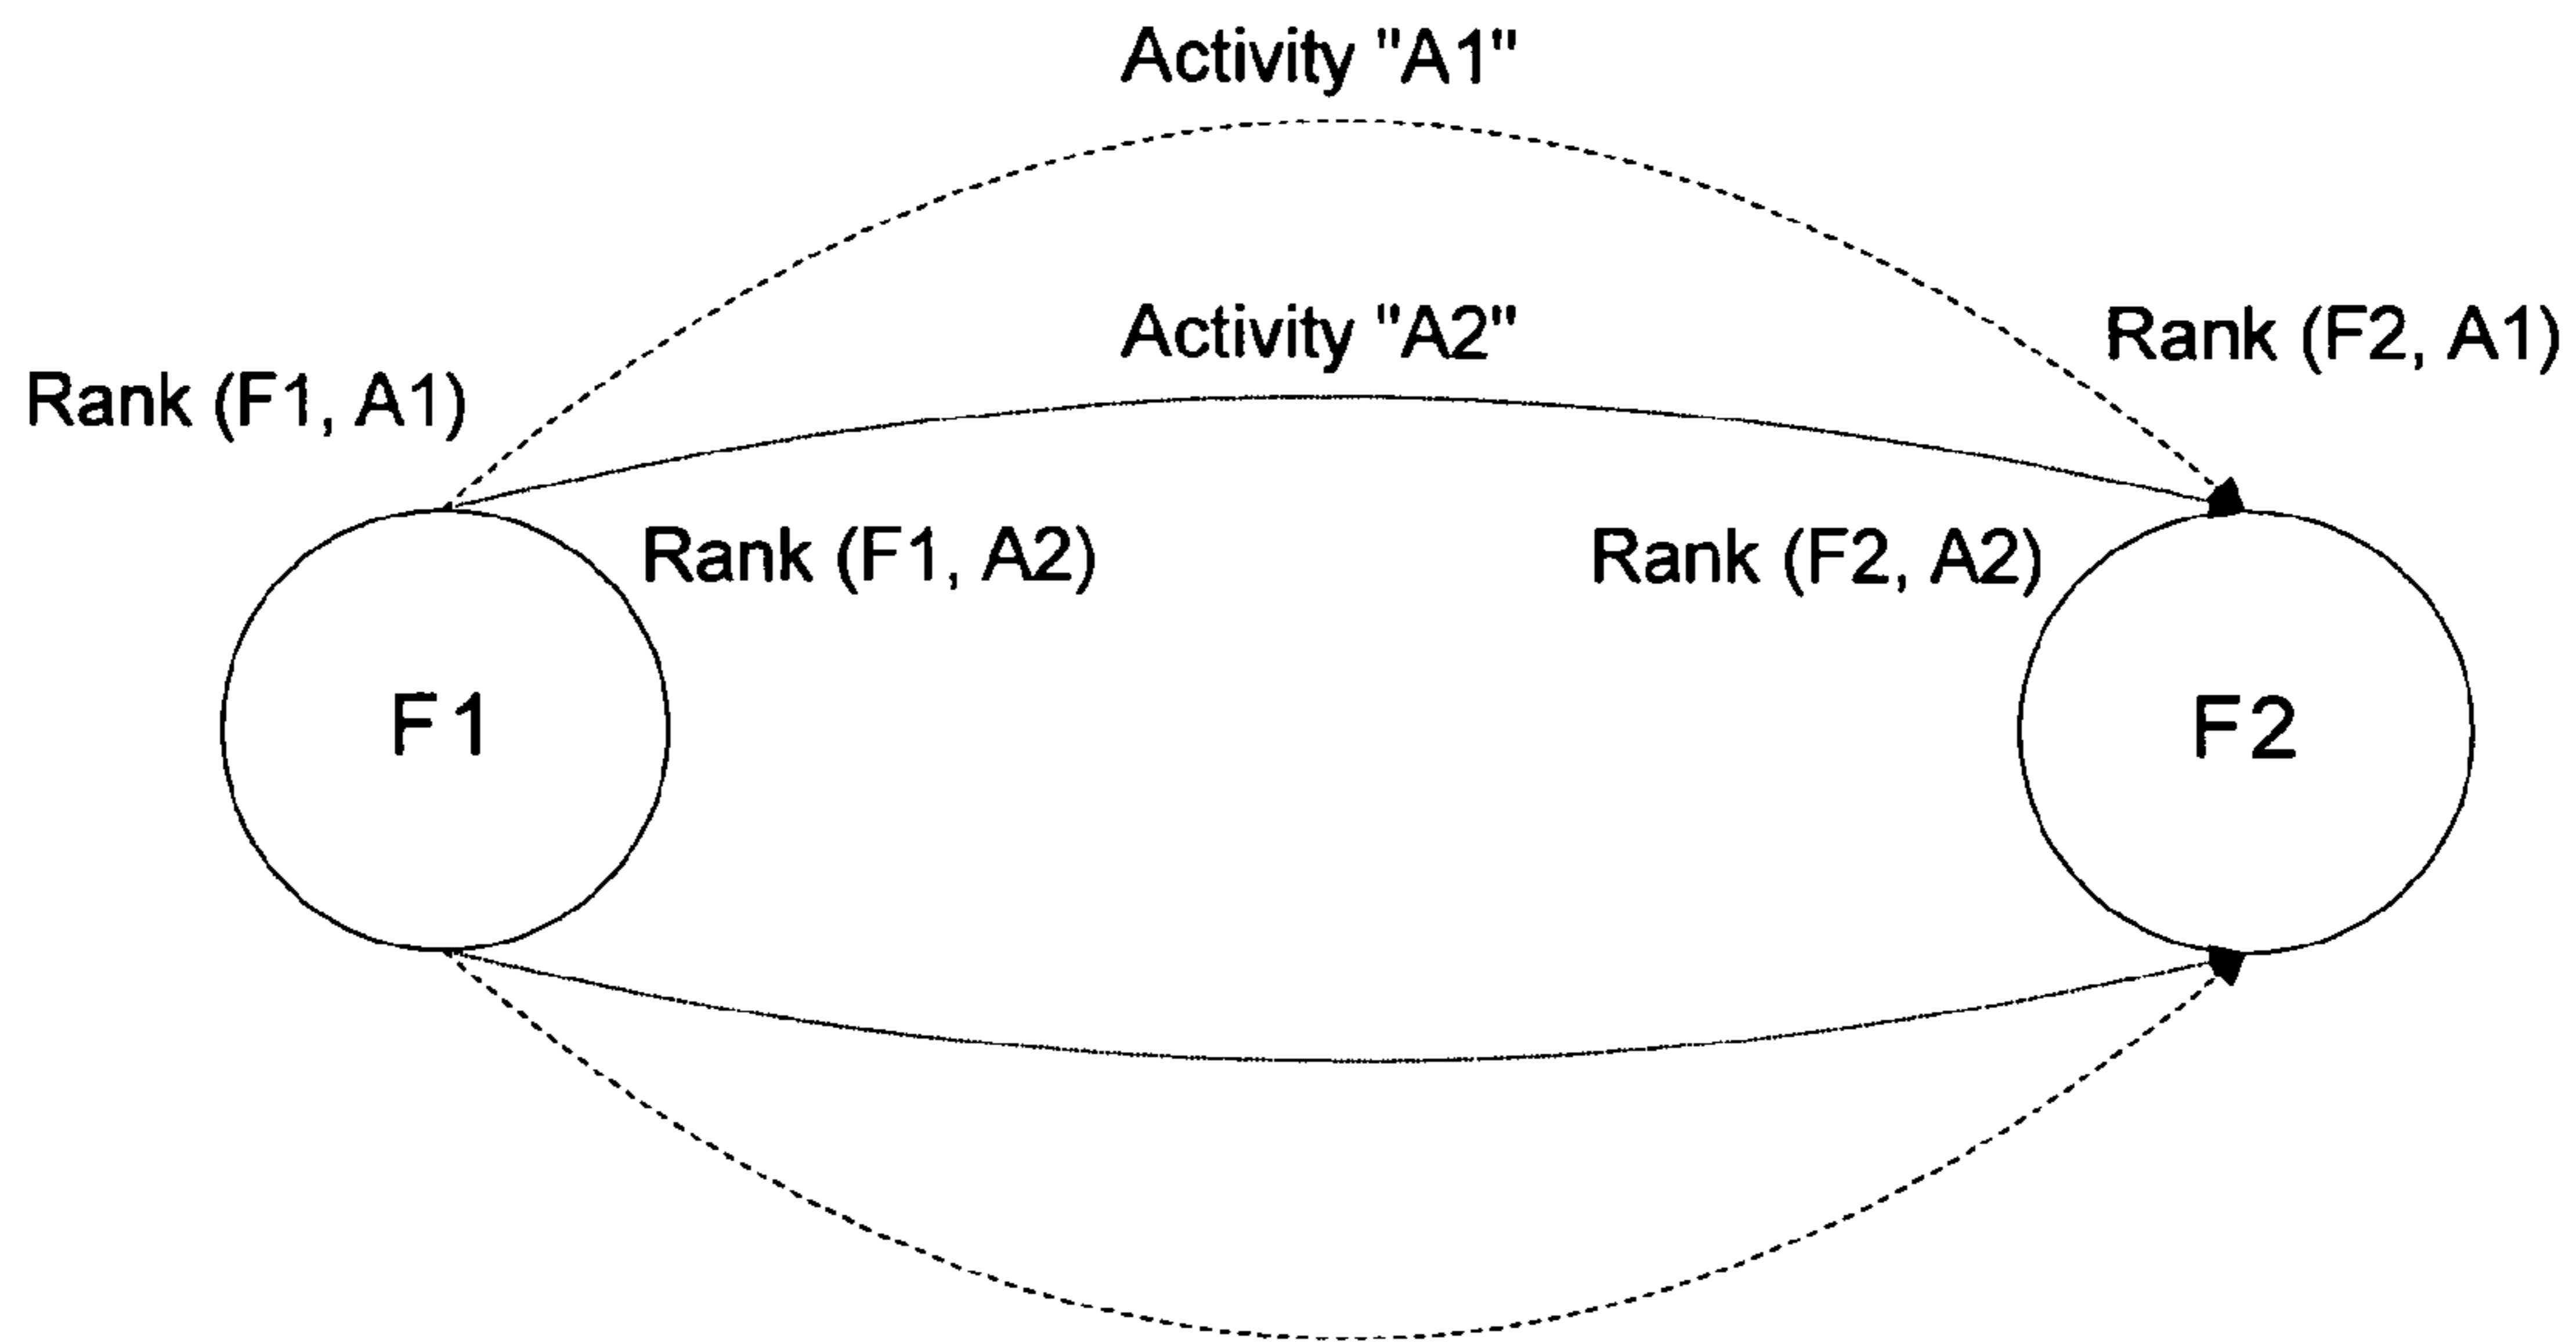 Activity "A1"
Activity "A2"
Rank (F2, A1)
Rank (F1, A1)
Rank (F1, A2)
Rank (F2, A2)
F1
F2